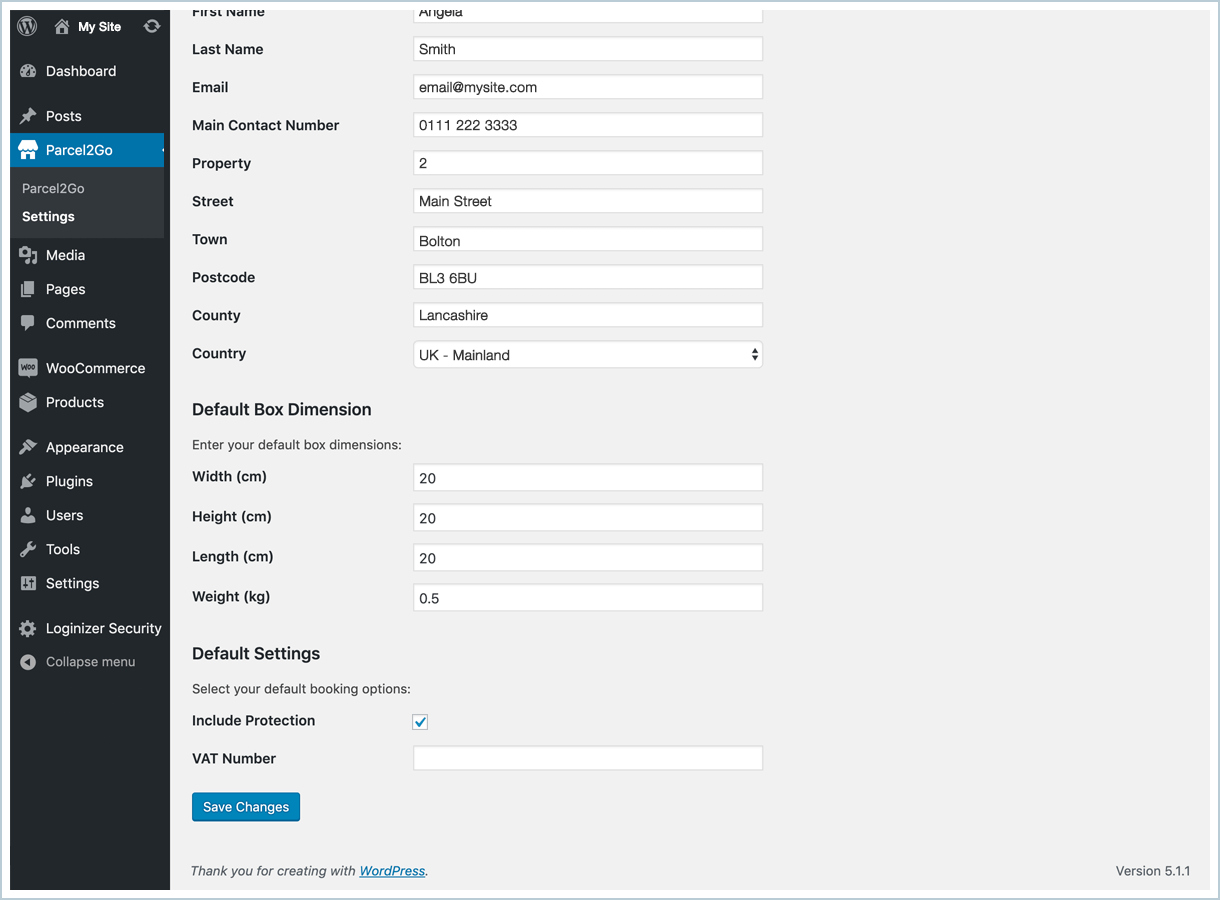 My Site
Dashboard
Posts
Parcel2Go
Parcel2Go
Settings
Media
Pages
Comments
Woo WooCommerce
Products
Appearance
Plugins
Users
Tools
Settings
Loginizer Security
Collapse menu
First Name Angela
Last Name Smith
Email email@mysite.com
Main Contact Number 0111 222 3333
Property 2
Street Main Street
Town Bolton
Postcode BL3 6BU
County Lancashire
Country UK - Mainland
Default Box Dimension
Enter your default box dimensions:
Width (cm) 20
Height (cm) 20
Length (cm) 20
Weight (kg) 0.5
Default Settings
Select your default booking options:
Include Protection
VAT Number
Save Changes
Thank you for creating with WordPress. Version 5.1.1